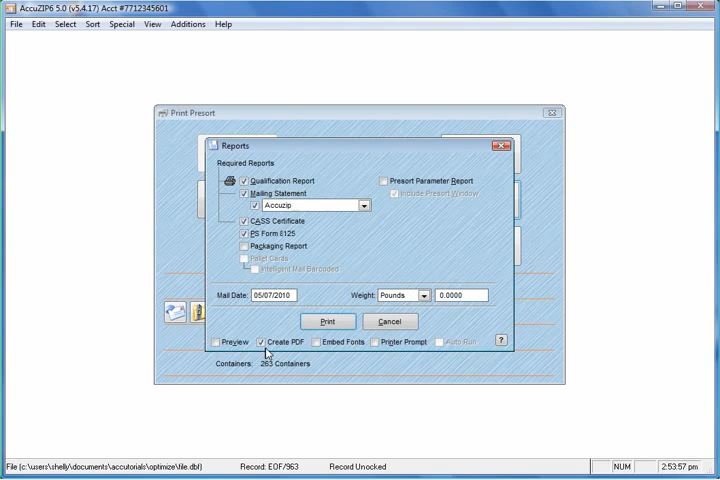 AccuZIP6 5.0 (v5.4.17) Acct #7712345601
File Edit Select Sort Special View Additions Help
Print Presort
Reports
Required Reports
Qualification Report
Presort Parameter Report
Mailing Statement
Include Presort Window
Accuzip
CASS Certificate
PS Form 8125
Packaging Report
Pallet Cards
Intelligent Mail Barcoded
Mail Date: 05/07/2010 Weight: Pounds 0.0000
Print Cancel
Preview Create PDF Embed Fonts Printer Prompt Auto Run ?
Containers: 263 Containers
File (c:\users\shelly\documents\accutorials\optimize\file.dbf) Record: EOF/963 Record Unocked NUM 2:53:57 pm